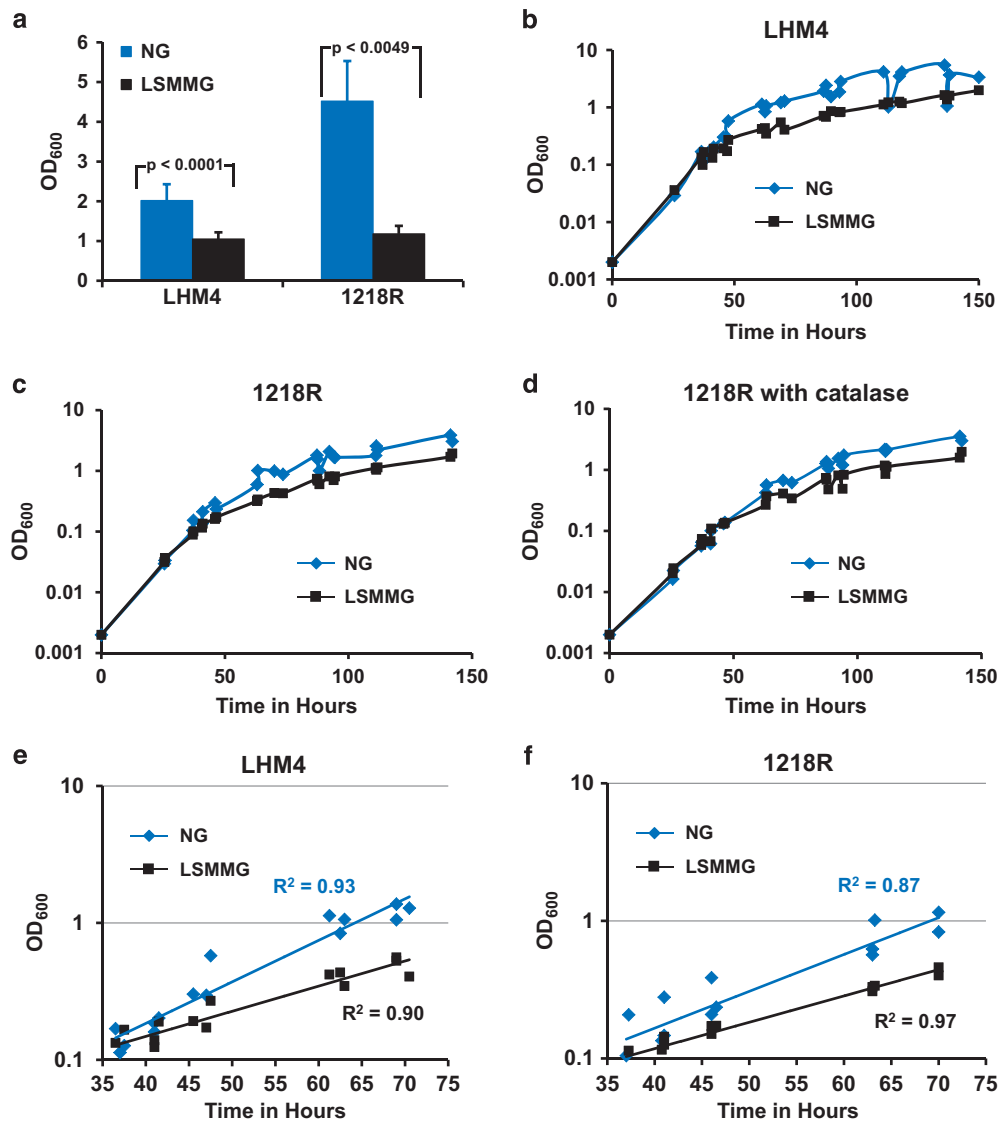 a
NG
LSMMG
p < 0.0001
p < 0.0049
OD600
6
5
4
3
2
1
0
LHM4
1218R
b
LHM4
OD600
10
1
0.1
0.01
0.001
NG
LSMMG
0
50
100
150
Time in Hours
c
1218R
OD600
10
1
0.1
0.01
0.001
NG
LSMMG
0
50
100
150
Time in Hours
d
1218R with catalase
OD600
10
1
0.1
0.01
0.001
NG
LSMMG
0
50
100
150
Time in Hours
e
LHM4
OD600
10
1
0.1
NG
LSMMG
R2 = 0.93
R2 = 0.90
35 40 45 50 55 60 65 70 75
Time in Hours
f
1218R
OD600
10
1
0.1
NG
LSMMG
R2 = 0.87
R2 = 0.97
35 40 45 50 55 60 65 70 75
Time in Hours